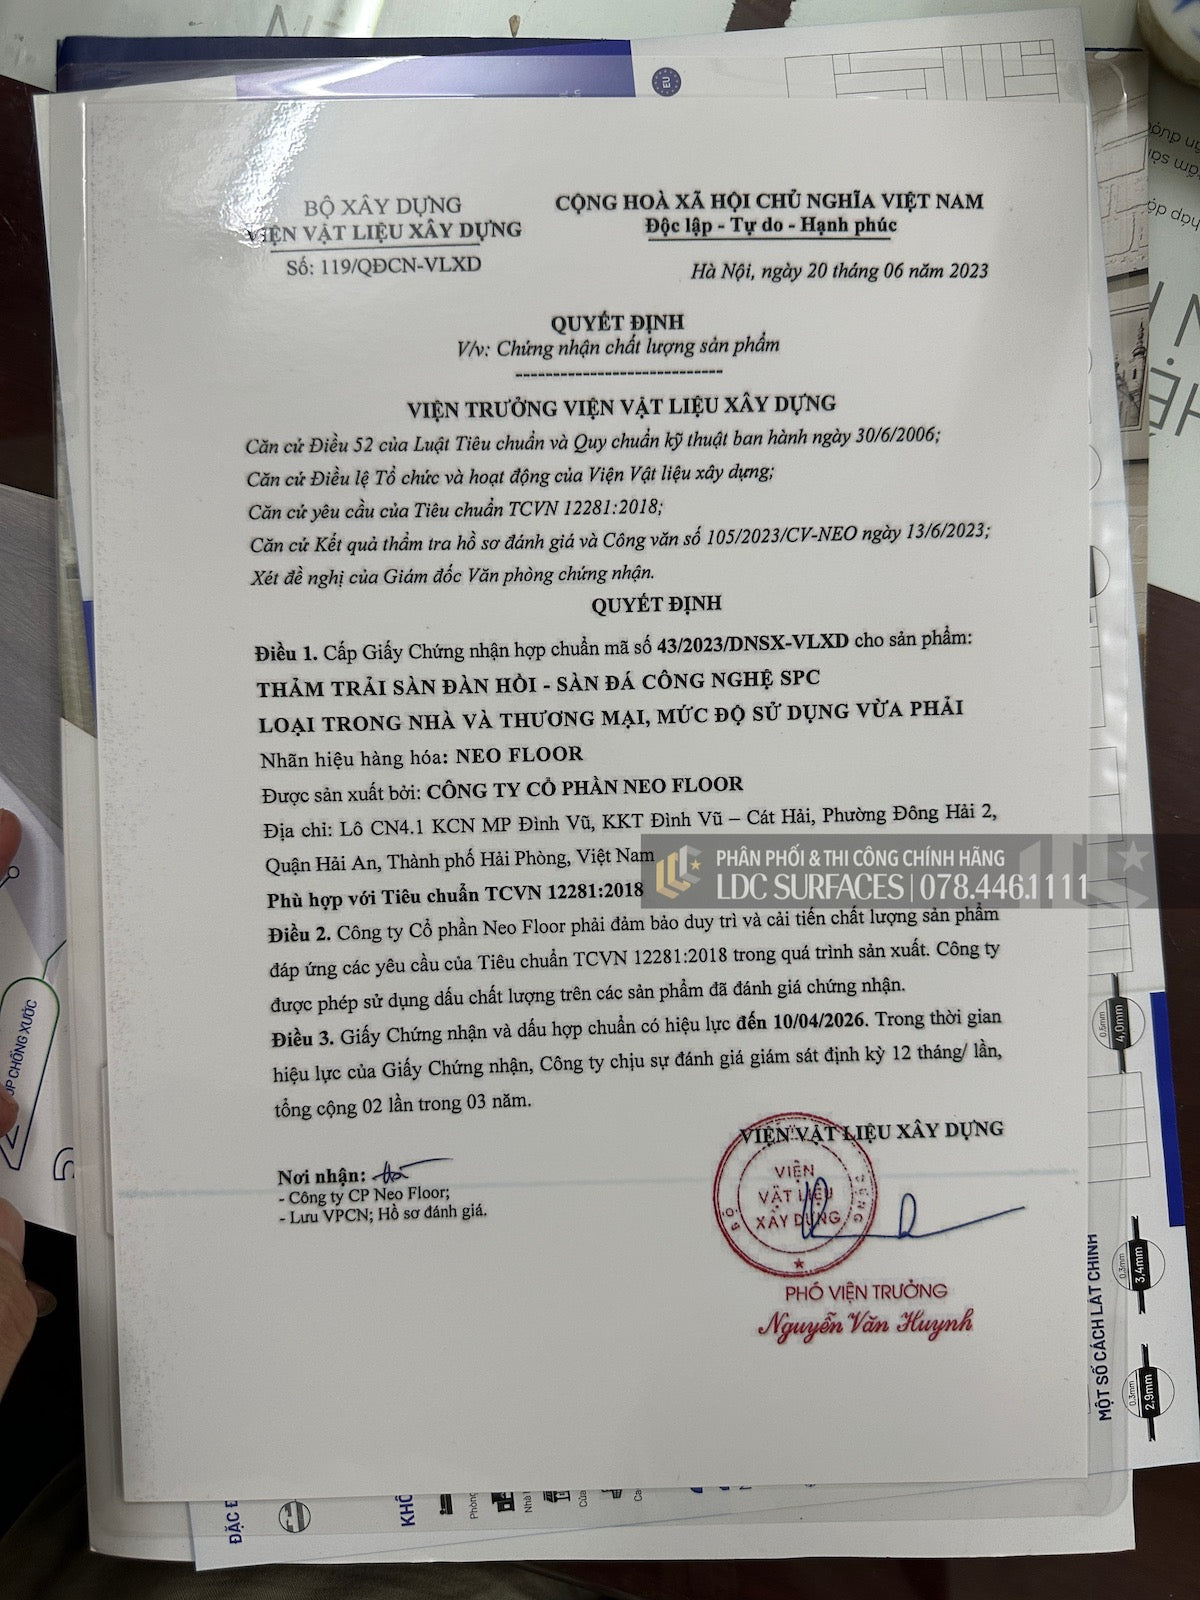 BỘ XÂY DỰNG
VIỆN VẬT LIỆU XÂY DỰNG
Số: 119/QĐCN-VLXD
CỘNG HOÀ XÃ HỘI CHỦ NGHĨA VIỆT NAM
Độc lập - Tự do - Hạnh phúc
Hà Nội, ngày 20 tháng 06 năm 2023
QUYẾT ĐỊNH
V/v: Chứng nhận chất lượng sản phẩm
----------------------------
VIỆN TRƯỞNG VIỆN VẬT LIỆU XÂY DỰNG
Căn cứ Điều 52 của Luật Tiêu chuẩn và Quy chuẩn kỹ thuật ban hành ngày 30/6/2006;
Căn cứ Điều lệ Tổ chức và hoạt động của Viện Vật liệu xây dựng;
Căn cứ yêu cầu của Tiêu chuẩn TCVN 12281:2018;
Căn cứ Kết quả thẩm tra hồ sơ đánh giá và Công văn số 105/2023/CV-NEO ngày 13/6/2023;
Xét đề nghị của Giám đốc Văn phòng chứng nhận.
QUYẾT ĐỊNH
Điều 1. Cấp Giấy Chứng nhận hợp chuẩn mã số 43/2023/DNSX-VLXD cho sản phẩm:
THẢM TRẢI SÀN ĐÀN HỒI - SÀN ĐÁ CÔNG NGHỆ SPC
LOẠI TRONG NHÀ VÀ THƯƠNG MẠI, MỨC ĐỘ SỬ DỤNG VỪA PHẢI
Nhãn hiệu hàng hóa: NEO FLOOR
Được sản xuất bởi: CÔNG TY CỔ PHẦN NEO FLOOR
Địa chỉ: Lô CN4.1 KCN MP Đình Vũ, KKT Đình Vũ – Cát Hải, Phường Đông Hải 2,
Quận Hải An, Thành phố Hải Phòng, Việt Nam
Phù hợp với Tiêu chuẩn TCVN 12281:2018
PHÂN PHỐI & THI CÔNG CHÍNH HÃNG
LDC SURFACES | 078.446.1111
Điều 2. Công ty Cổ phần Neo Floor phải đảm bảo duy trì và cải tiến chất lượng sản phẩm
đáp ứng các yêu cầu của Tiêu chuẩn TCVN 12281:2018 trong quá trình sản xuất. Công ty
được phép sử dụng dấu chất lượng trên các sản phẩm đã đánh giá chứng nhận.
Điều 3. Giấy Chứng nhận và dấu hợp chuẩn có hiệu lực đến 10/04/2026. Trong thời gian
hiệu lực của Giấy Chứng nhận, Công ty chịu sự đánh giá giám sát định kỳ 12 tháng/ lần,
tổng cộng 02 lần trong 03 năm.
VIỆN VẬT LIỆU XÂY DỰNG
VIỆN
VẬT LIỆU
XÂY DỰNG
PHÓ VIỆN TRƯỞNG
Nguyễn Văn Huynh
Nơi nhận:
- Công ty CP Neo Floor;
- Lưu VPCN; Hồ sơ đánh giá.
EU
CHỐNG XƯỚC
0.5mm
4,0mm
0.3mm
3,4mm
0.3mm
2,9mm
MỘT SỐ CÁCH LÁT CHÍNH